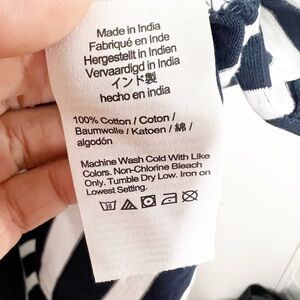 Made in India
Fabriqué en Inde
Hergestellt in Indien
Vervaardigd in India
インド製
hecho en india
100% Cotton / Coton /
Baumwolle / Katoen / 綿 /
algodón
Machine Wash Cold With Like
Colors. Non-Chlorine Bleach
Only. Tumble Dry Low. Iron on
Lowest Setting.